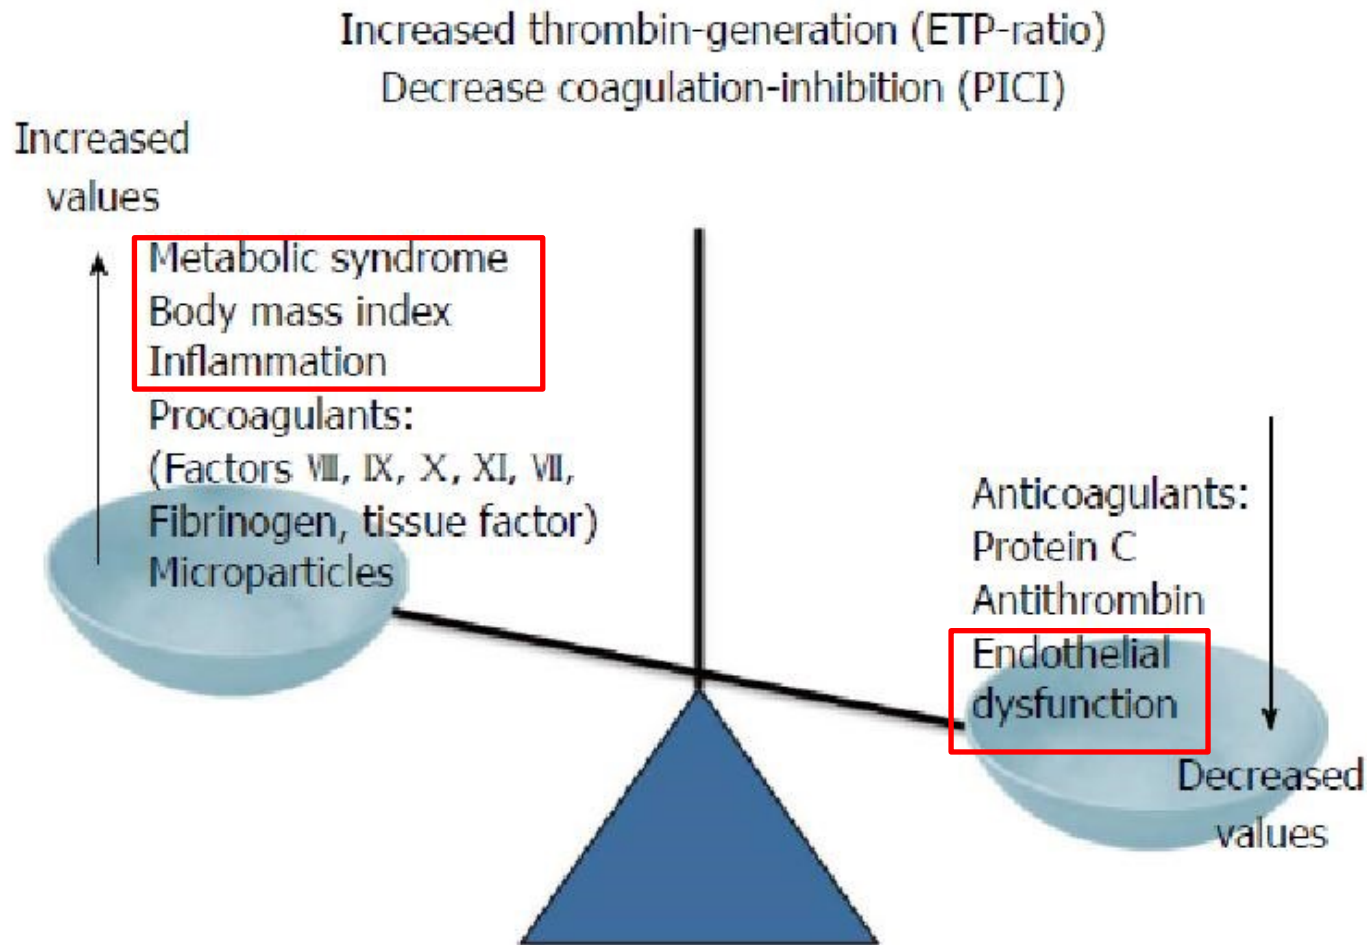 Increased thrombin-generation (ETP-ratio)
Decrease coagulation-inhibition (PICI)
Increased
values
Metabolic syndrome
Body mass index
Inflammation
Procoagulants:
(Factors Ⅷ, Ⅸ, Ⅹ, Ⅺ, Ⅶ,
Fibrinogen, tissue factor)
Microparticles
Anticoagulants:
Protein C
Antithrombin
Endothelial
dysfunction
Decreased
values